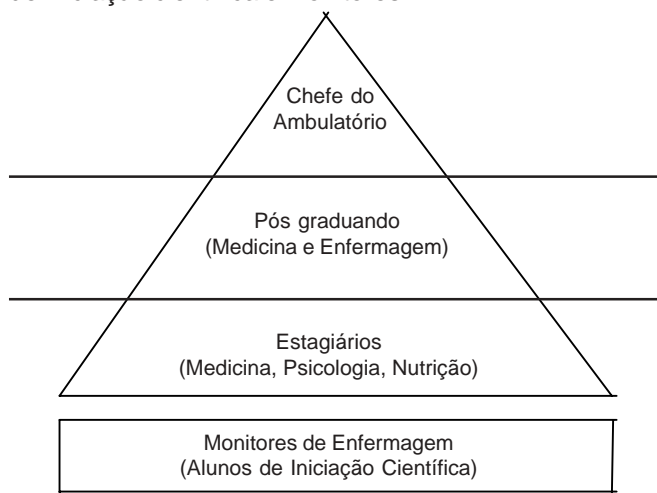 Chefe do
Ambulatório
Pós graduando
(Medicina e Enfermagem)
Estagiários
(Medicina, Psicologia, Nutrição)
Monitores de Enfermagem
(Alunos de Iniciação Científica)